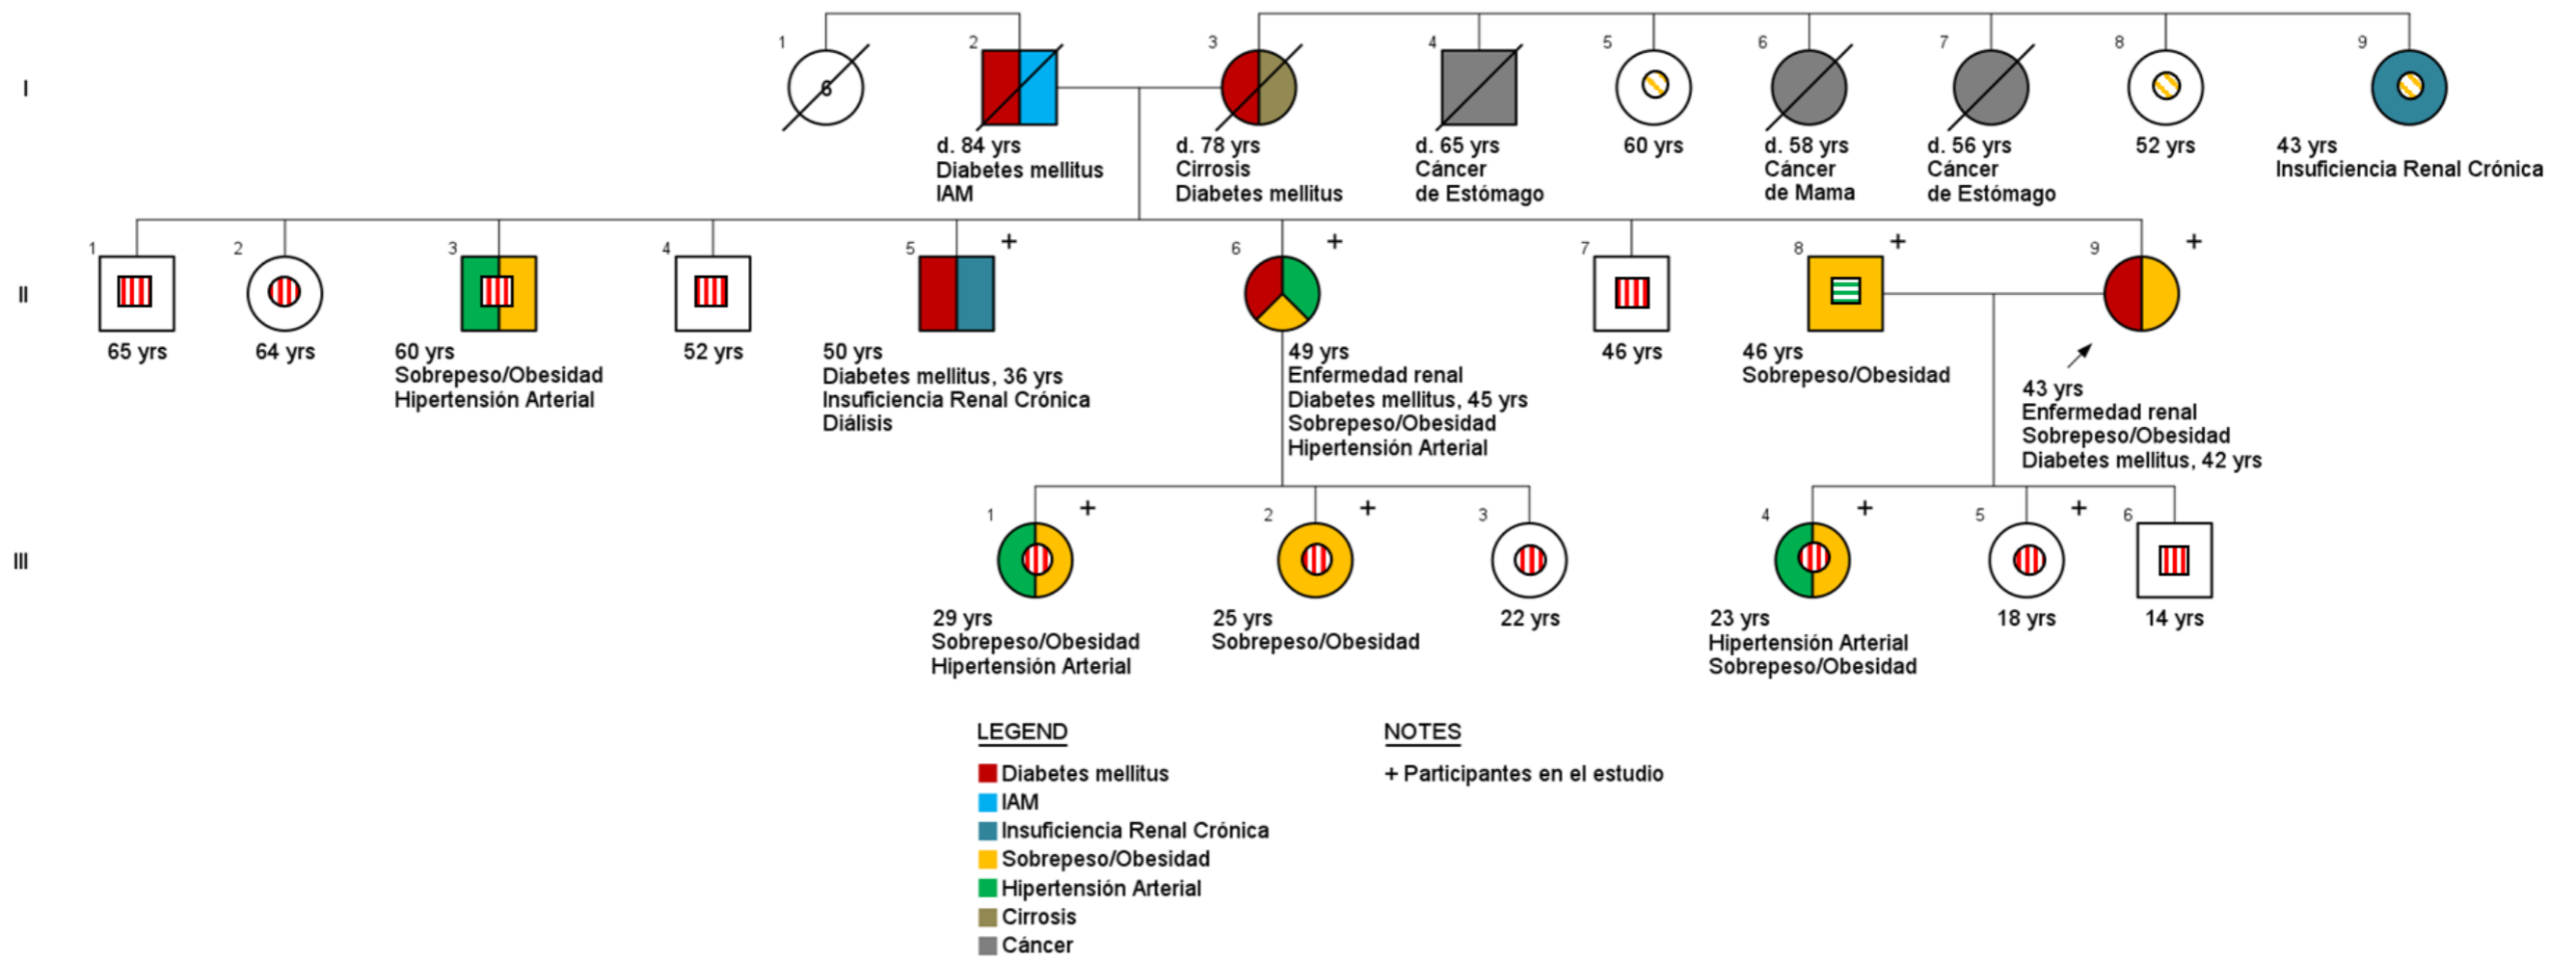 1 2 3 4 5 6 7 8 9
I
6
d. 84 yrs
Diabetes mellitus
IAM
d. 78 yrs
Cirrosis
Diabetes mellitus
d. 65 yrs
Cáncer
de Estómago
60 yrs
d. 58 yrs
Cáncer
de Mama
d. 56 yrs
Cáncer
de Estómago
52 yrs
43 yrs
Insuficiencia Renal Crónica
+ + + +
1 2 3 4 5 6 7 8 9
II
65 yrs
64 yrs
60 yrs
Sobrepeso/Obesidad
Hipertensión Arterial
52 yrs
50 yrs
Diabetes mellitus, 36 yrs
Insuficiencia Renal Crónica
Diálisis
49 yrs
Enfermedad renal
Diabetes mellitus, 45 yrs
Sobrepeso/Obesidad
Hipertensión Arterial
46 yrs
46 yrs
Sobrepeso/Obesidad
43 yrs
Enfermedad renal
Sobrepeso/Obesidad
Diabetes mellitus, 42 yrs
+ + + +
1 2 3 4 5 6
III
29 yrs
Sobrepeso/Obesidad
Hipertensión Arterial
25 yrs
Sobrepeso/Obesidad
22 yrs
23 yrs
Hipertensión Arterial
Sobrepeso/Obesidad
18 yrs
14 yrs
LEGEND
Diabetes mellitus
IAM
Insuficiencia Renal Crónica
Sobrepeso/Obesidad
Hipertensión Arterial
Cirrosis
Cáncer
NOTES
+ Participantes en el estudio